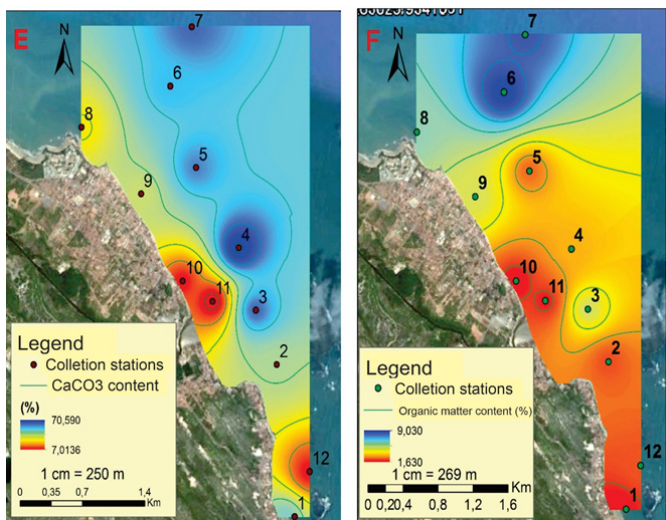 E
N
7
6
8
5
9
4
10
11
3
2
12
1
Legend
Colletion stations
CaCO3 content
(%)
70,590
7,0136
1 cm = 250 m
0 0,35 0,7 1,4
Km
F
N
7
6
8
5
9
4
10
11
3
2
12
1
Legend
Colletion stations
Organic matter content (%)
9,030
1,630
1 cm = 269 m
Km
0 0,20,4 0,8 1,2 1,6